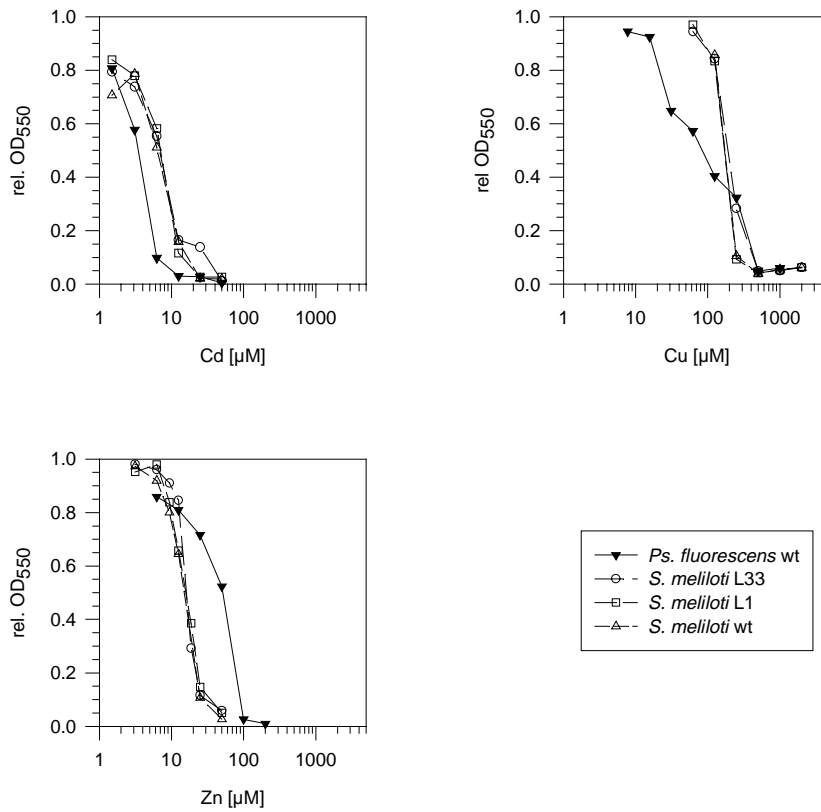 1.0
0.8
0.6
0.4
0.2
0.0
rel. OD550
1 10 100 1000
Cd [µM]
1.0
0.8
0.6
0.4
0.2
0.0
rel OD550
1 10 100 1000
Cu [µM]
1.0
0.8
0.6
0.4
0.2
0.0
rel. OD550
1 10 100 1000
Zn [µM]
Ps. fluorescens wt
S. meliloti L33
S. meliloti L1
S. meliloti wt